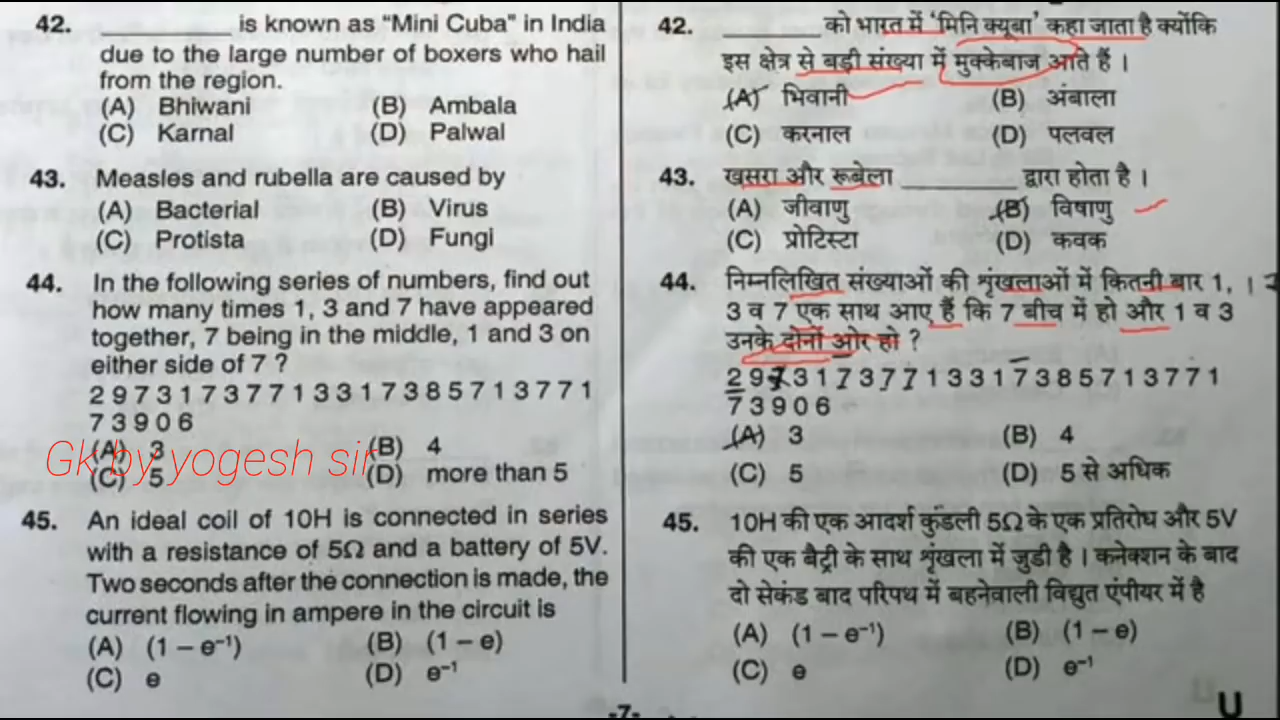 42. is known as “Mini Cuba” in India
due to the large number of boxers who hail
from the region.
(A) Bhiwani (B) Ambala
(C) Karnal (D) Palwal
43. Measles and rubella are caused by
(A) Bacterial (B) Virus
(C) Protista (D) Fungi
44. In the following series of numbers, find out
how many times 1, 3 and 7 have appeared
together, 7 being in the middle, 1 and 3 on
either side of 7 ?
2 9 7 3 1 7 3 7 7 1 3 3 1 7 3 8 5 7 1 3 7 7 1
7 3 9 0 6
(A) 3 (B) 4
Gk by yogesh sir
(C) 5 (D) more than 5
45. An ideal coil of 10H is connected in series
with a resistance of 5Ω and a battery of 5V.
Two seconds after the connection is made, the
current flowing in ampere in the circuit is
(A) (1 – e⁻¹) (B) (1 – e)
(C) e (D) e⁻¹
42. ________ को भारत में ‘मिनि क्यूबा’ कहा जाता है क्योंकि
इस क्षेत्र से बड़ी संख्या में मुक्केबाज आते हैं ।
(A) भिवानी (B) अंबाला
(C) करनाल (D) पलवल
43. खसरा और रूबेला ________ द्वारा होता है ।
(A) जीवाणु (B) विषाणु
(C) प्रोटिस्टा (D) कवक
44. निम्नलिखित संख्याओं की शृंखलाओं में कितनी बार 1,
3 व 7 एक साथ आए हैं कि 7 बीच में हो और 1 व 3
उनके दोनों ओर हो ?
2 9 7 3 1 7 3 7 7 1 3 3 1 7 3 8 5 7 1 3 7 7 1
7 3 9 0 6
(A) 3 (B) 4
(C) 5 (D) 5 से अधिक
45. 10H की एक आदर्श कुंडली 5Ω के एक प्रतिरोध और 5V
की एक बैट्री के साथ शृंखला में जुडी है । कनेक्शन के बाद
दो सेकंड बाद परिपथ में बहनेवाली विद्युत एंपीयर में है
(A) (1 – e⁻¹) (B) (1 – e)
(C) e (D) e⁻¹
-7-
U